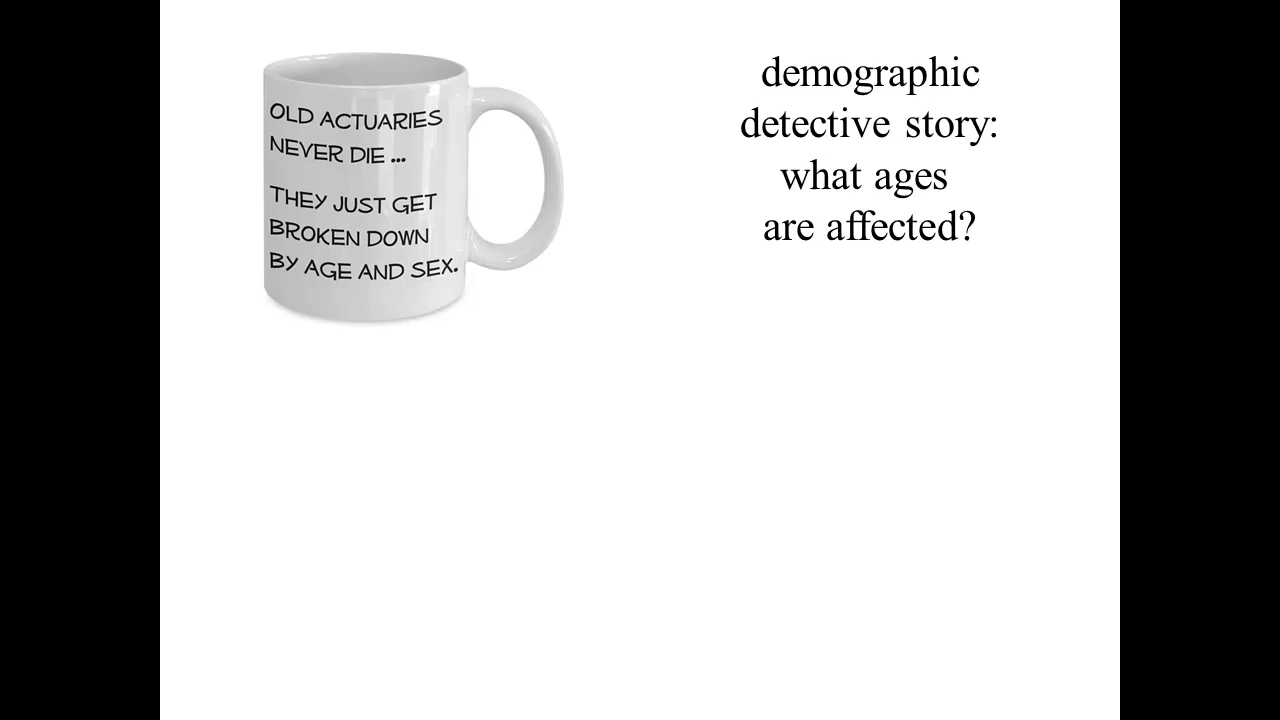 OLD ACTUARIES
NEVER DIE ...
THEY JUST GET
BROKEN DOWN
BY AGE AND SEX.
demographic
detective story:
what ages
are affected?